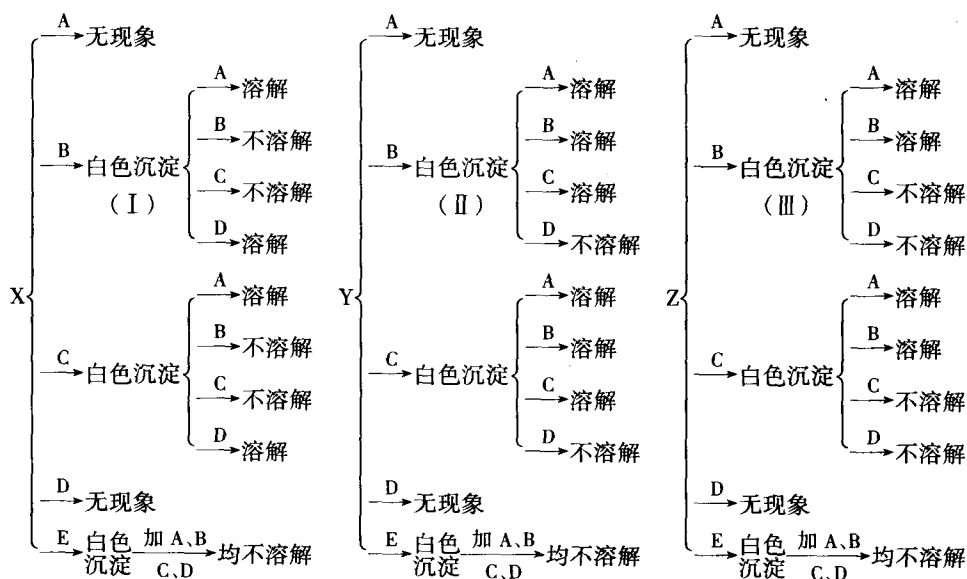 X
A 无现象
B 白色沉淀
(Ⅰ)
A 溶解
B 不溶解
C 不溶解
D 溶解
C 白色沉淀
A 溶解
B 不溶解
C 不溶解
D 溶解
D 无现象
E 白色沉淀 加 A、B C、D 均不溶解
Y
A 无现象
B 白色沉淀
(Ⅱ)
A 溶解
B 溶解
C 溶解
D 不溶解
C 白色沉淀
A 溶解
B 溶解
C 溶解
D 不溶解
D 无现象
E 白色沉淀 加 A、B C、D 均不溶解
Z
A 无现象
B 白色沉淀
(Ⅲ)
A 溶解
B 溶解
C 不溶解
D 不溶解
C 白色沉淀
A 溶解
B 溶解
C 不溶解
D 不溶解
D 无现象
E 白色沉淀 加 A、B C、D 均不溶解